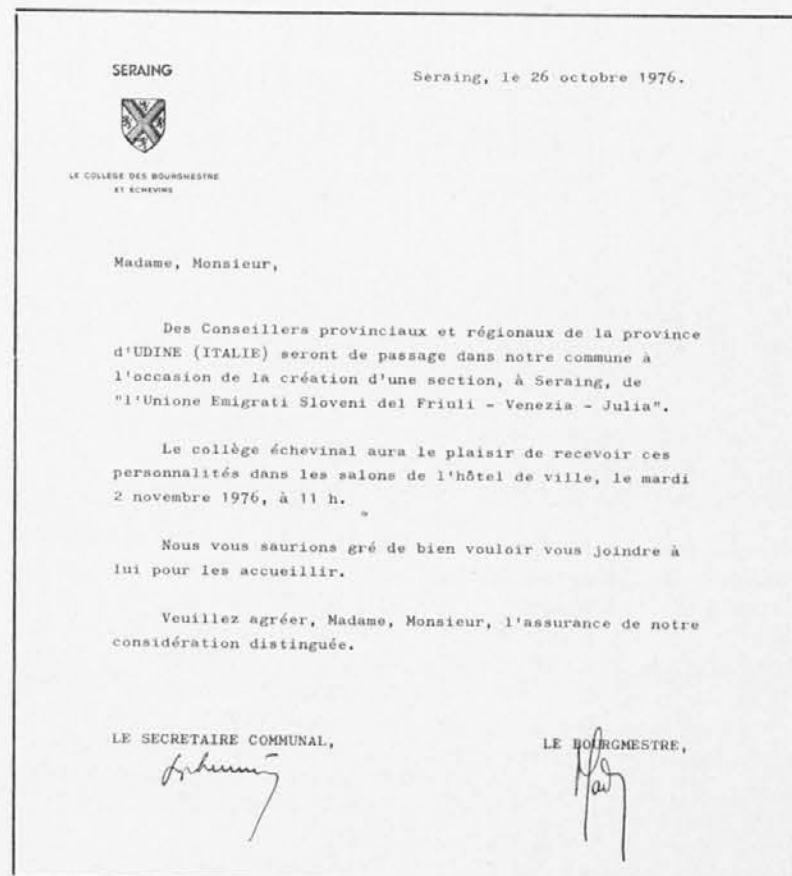 SERAING
Seraing, le 26 octobre 1976.
LE COLLEGE DES BOURGMESTRE
ET ECHEVINS
Madame, Monsieur,
Des Conseillers provinciaux et régionaux de la province
d'UDINE (ITALIE) seront de passage dans notre commune à
l'occasion de la création d'une section, à Seraing, de
"l'Unione Emigrati Sloveni del Friuli - Venezia - Julia".
Le collège échevinal aura le plaisir de recevoir ces
personnalités dans les salons de l'hôtel de ville, le mardi
2 novembre 1976, à 11 h.
Nous vous saurions gré de bien vouloir vous joindre à
lui pour les accueillir.
Veuillez agréer, Madame, Monsieur, l'assurance de notre
considération distinguée.
LE SECRETAIRE COMMUNAL,
LE BOURGMESTRE,